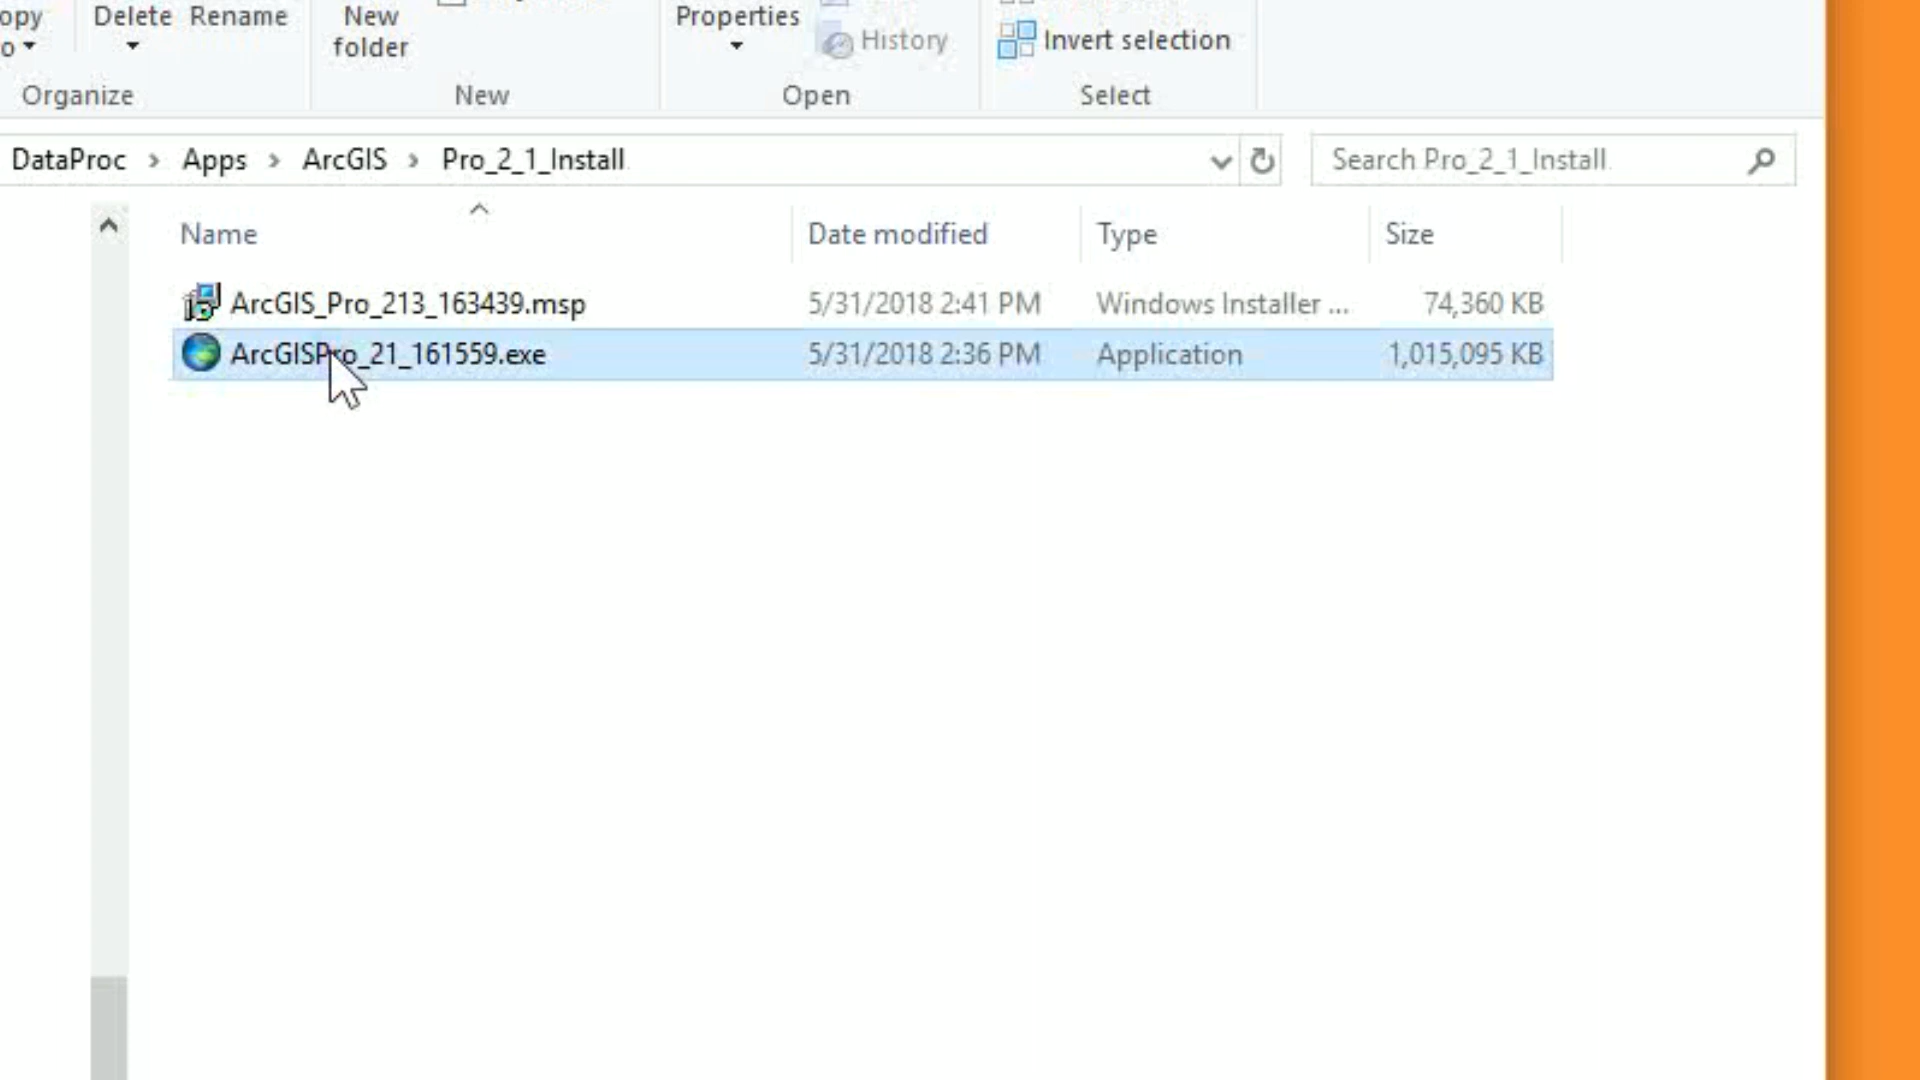 opy Delete Rename New folder Properties History Invert selection
o
Organize New Open Select
DataProc › Apps › ArcGIS › Pro_2_1_Install Search Pro_2_1_Install
Name Date modified Type Size
ArcGIS_Pro_213_163439.msp 5/31/2018 2:41 PM Windows Installer ... 74,360 KB
ArcGISPro_21_161559.exe 5/31/2018 2:36 PM Application 1,015,095 KB